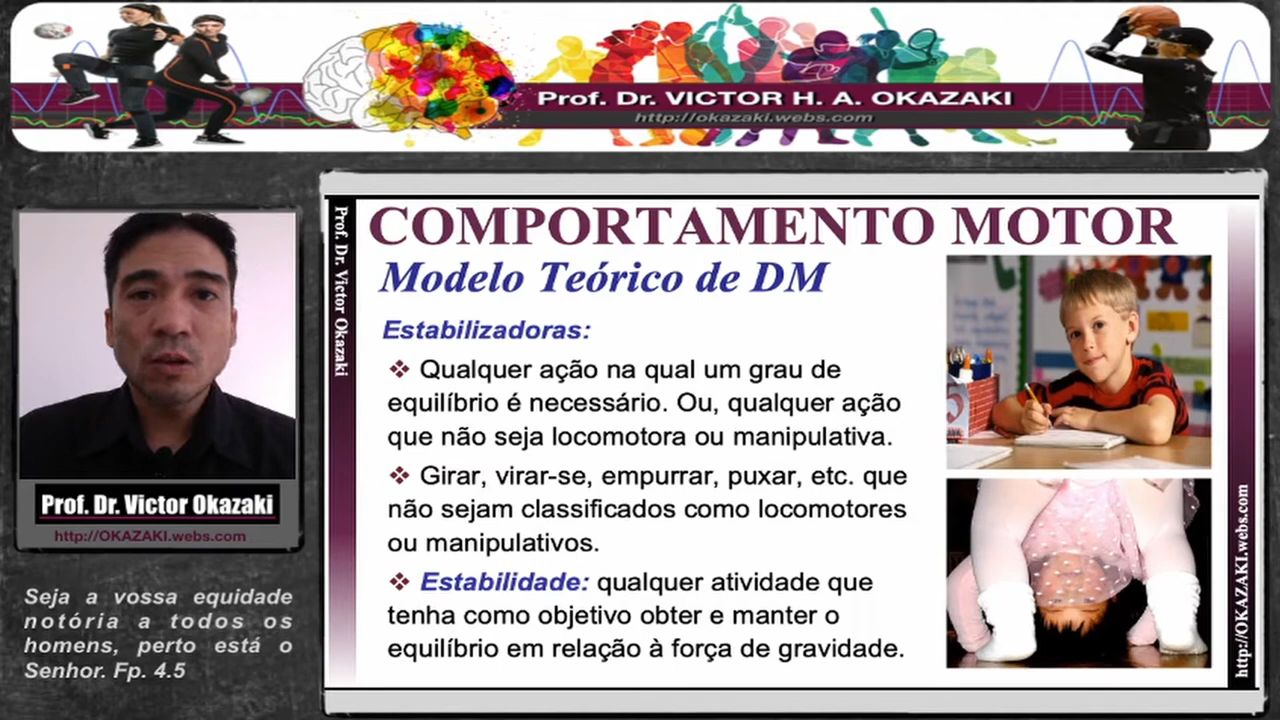 Prof. Dr. VICTOR H. A. OKAZAKI
http://okazaki.webs.com
Prof. Dr. Victor Okazaki
http://OKAZAKI.webs.com
Seja a vossa equidade
notória a todos os
homens, perto está o
Senhor. Fp. 4.5
Prof. Dr. Victor Okazaki
COMPORTAMENTO MOTOR
Modelo Teórico de DM
Estabilizadoras:
❖ Qualquer ação na qual um grau de
equilíbrio é necessário. Ou, qualquer ação
que não seja locomotora ou manipulativa.
❖ Girar, virar-se, empurrar, puxar, etc. que
não sejam classificados como locomotores
ou manipulativos.
❖ Estabilidade: qualquer atividade que
tenha como objetivo obter e manter o
equilíbrio em relação à força de gravidade.
http://OKAZAKI.webs.com